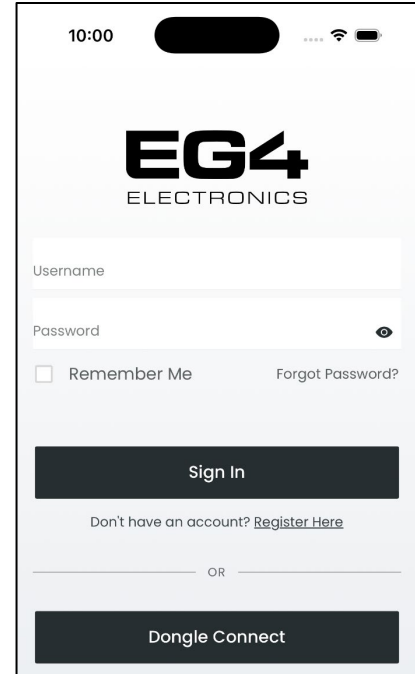 10:00
EG4
ELECTRONICS
Username
Password
Remember Me Forgot Password?
Sign In
Don't have an account? Register Here
OR
Dongle Connect